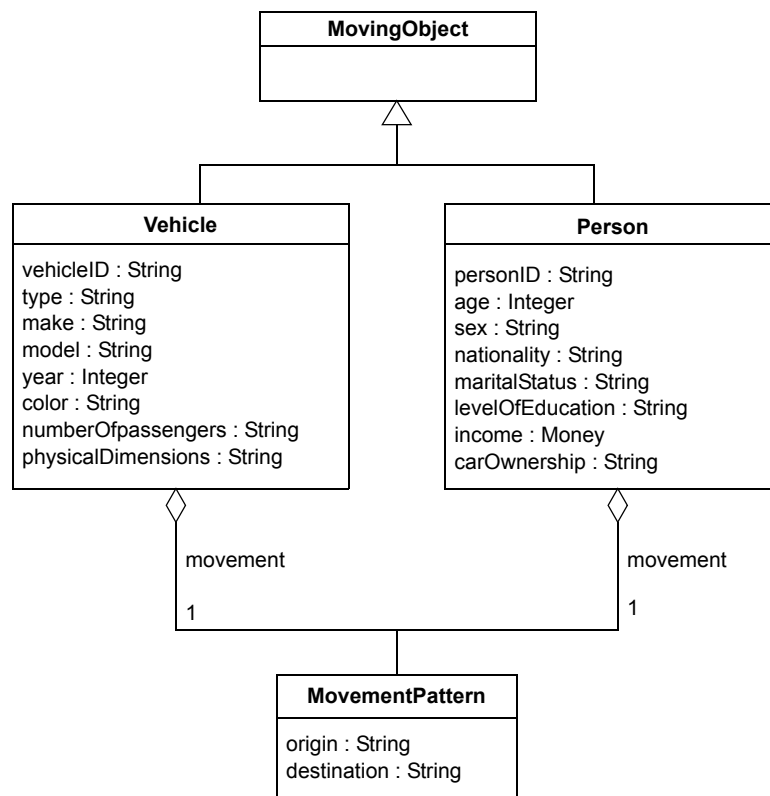 MovingObject
Vehicle
vehicleID : String
type : String
make : String
model : String
year : Integer
color : String
numberOfpassengers : String
physicalDimensions : String
Person
personID : String
age : Integer
sex : String
nationality : String
maritalStatus : String
levelOfEducation : String
income : Money
carOwnership : String
movement
1
movement
1
MovementPattern
origin : String
destination : String